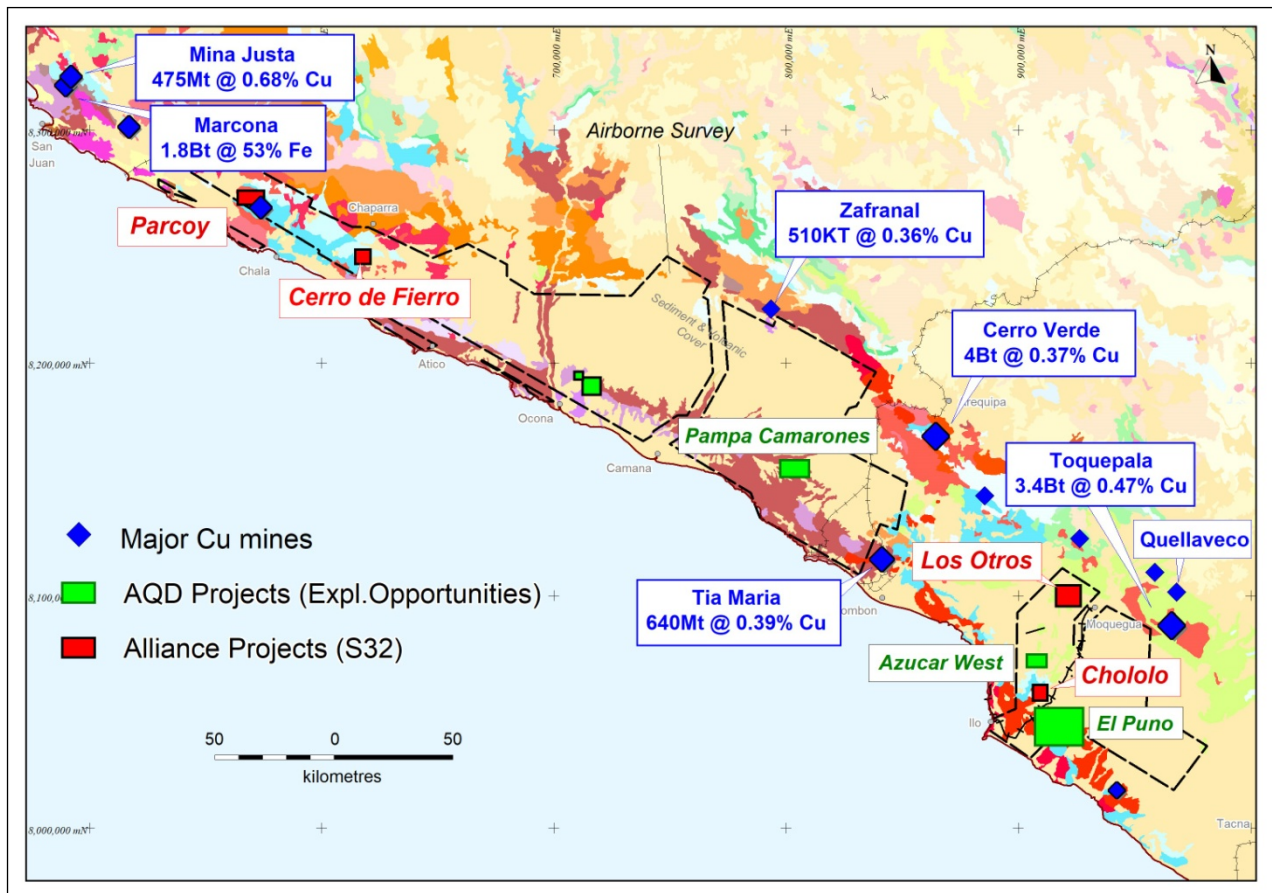 Mina Justa
475Mt @ 0.68% Cu
Marcona
1.8Bt @ 53% Fe
700,000 mE
800,000 mE
900,000 mE
N
8,300,000 mN
San
Juan
Airborne Survey
Parcoy
Chaparra
Zafranal
510KT @ 0.36% Cu
Chala
Cerro de Fierro
Sediment & Volcanic
Cover
Cerro Verde
4Bt @ 0.37% Cu
8,200,000 mN
Atico
Ocona
Pampa Camarones
Camana
Toquepala
3.4Bt @ 0.47% Cu
Quellaveco
Major Cu mines
AQD Projects (Expl.Opportunities)
Alliance Projects (S32)
Los Otros
Tia Maria
640Mt @ 0.39% Cu
Moquegua
Azucar West
Chololo
Ilo
El Puno
50
0
50
kilometres
8,000,000 mN
Tacna